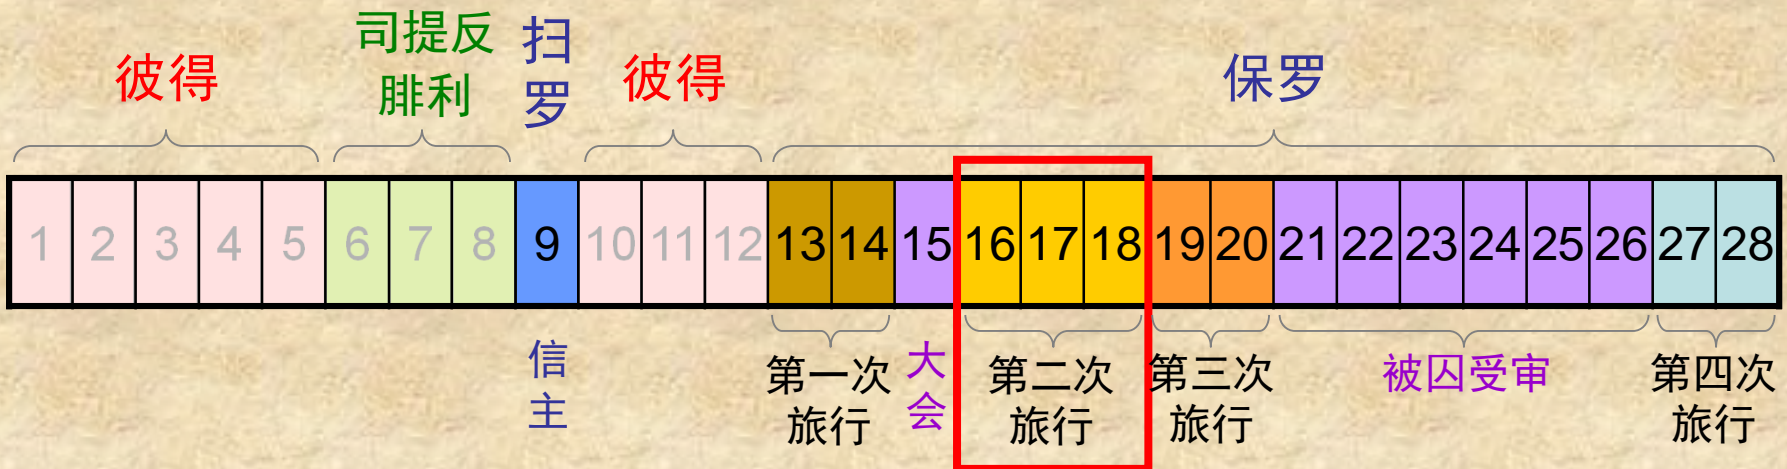 彼得
司提反
腓利
扫
罗
彼得
保罗
1 2 3 4 5 6 7 8 9 10 11 12 13 14 15 16 17 18 19 20 21 22 23 24 25 26 27 28
信
主
第一次
旅行
大
会
第二次
旅行
第三次
旅行
被囚受审
第四次
旅行